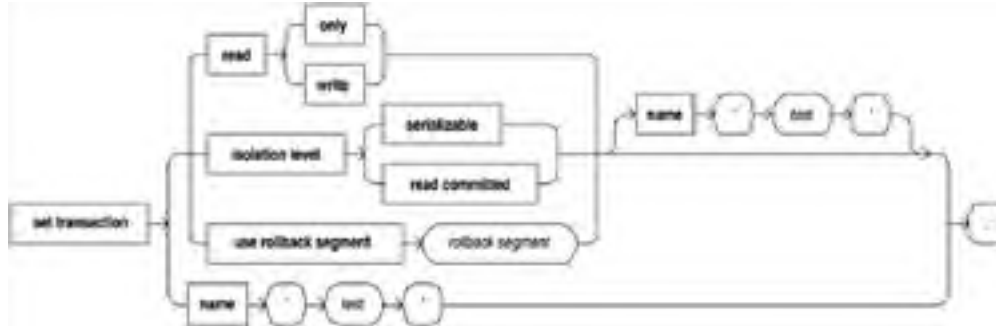 only
read
write
name ' text '
serializable
isolation level
read committed
set transaction
use rollback segment rollback segment
name ' text '